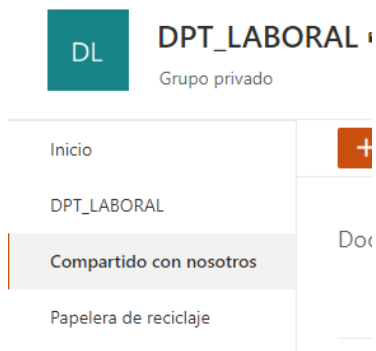 DL
DPT_LABORAL
Grupo privado
Inicio
DPT_LABORAL
Compartido con nosotros
Papelera de reciclaje